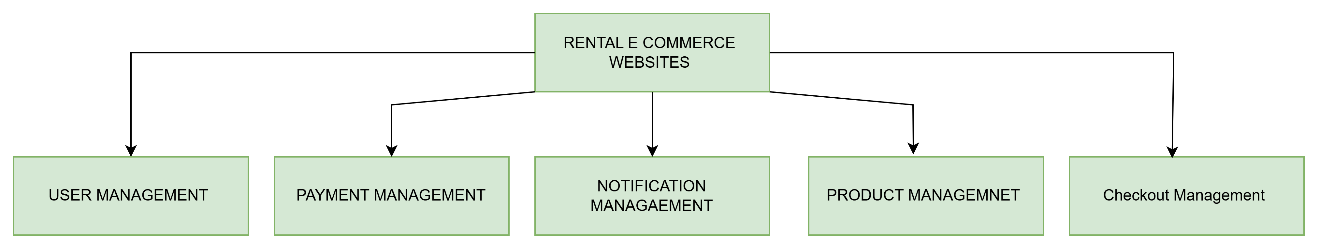 RENTAL E COMMERCE
WEBSITES
USER MANAGEMENT
PAYMENT MANAGEMENT
NOTIFICATION
MANAGAEMENT
PRODUCT MANAGEMNET
Checkout Management